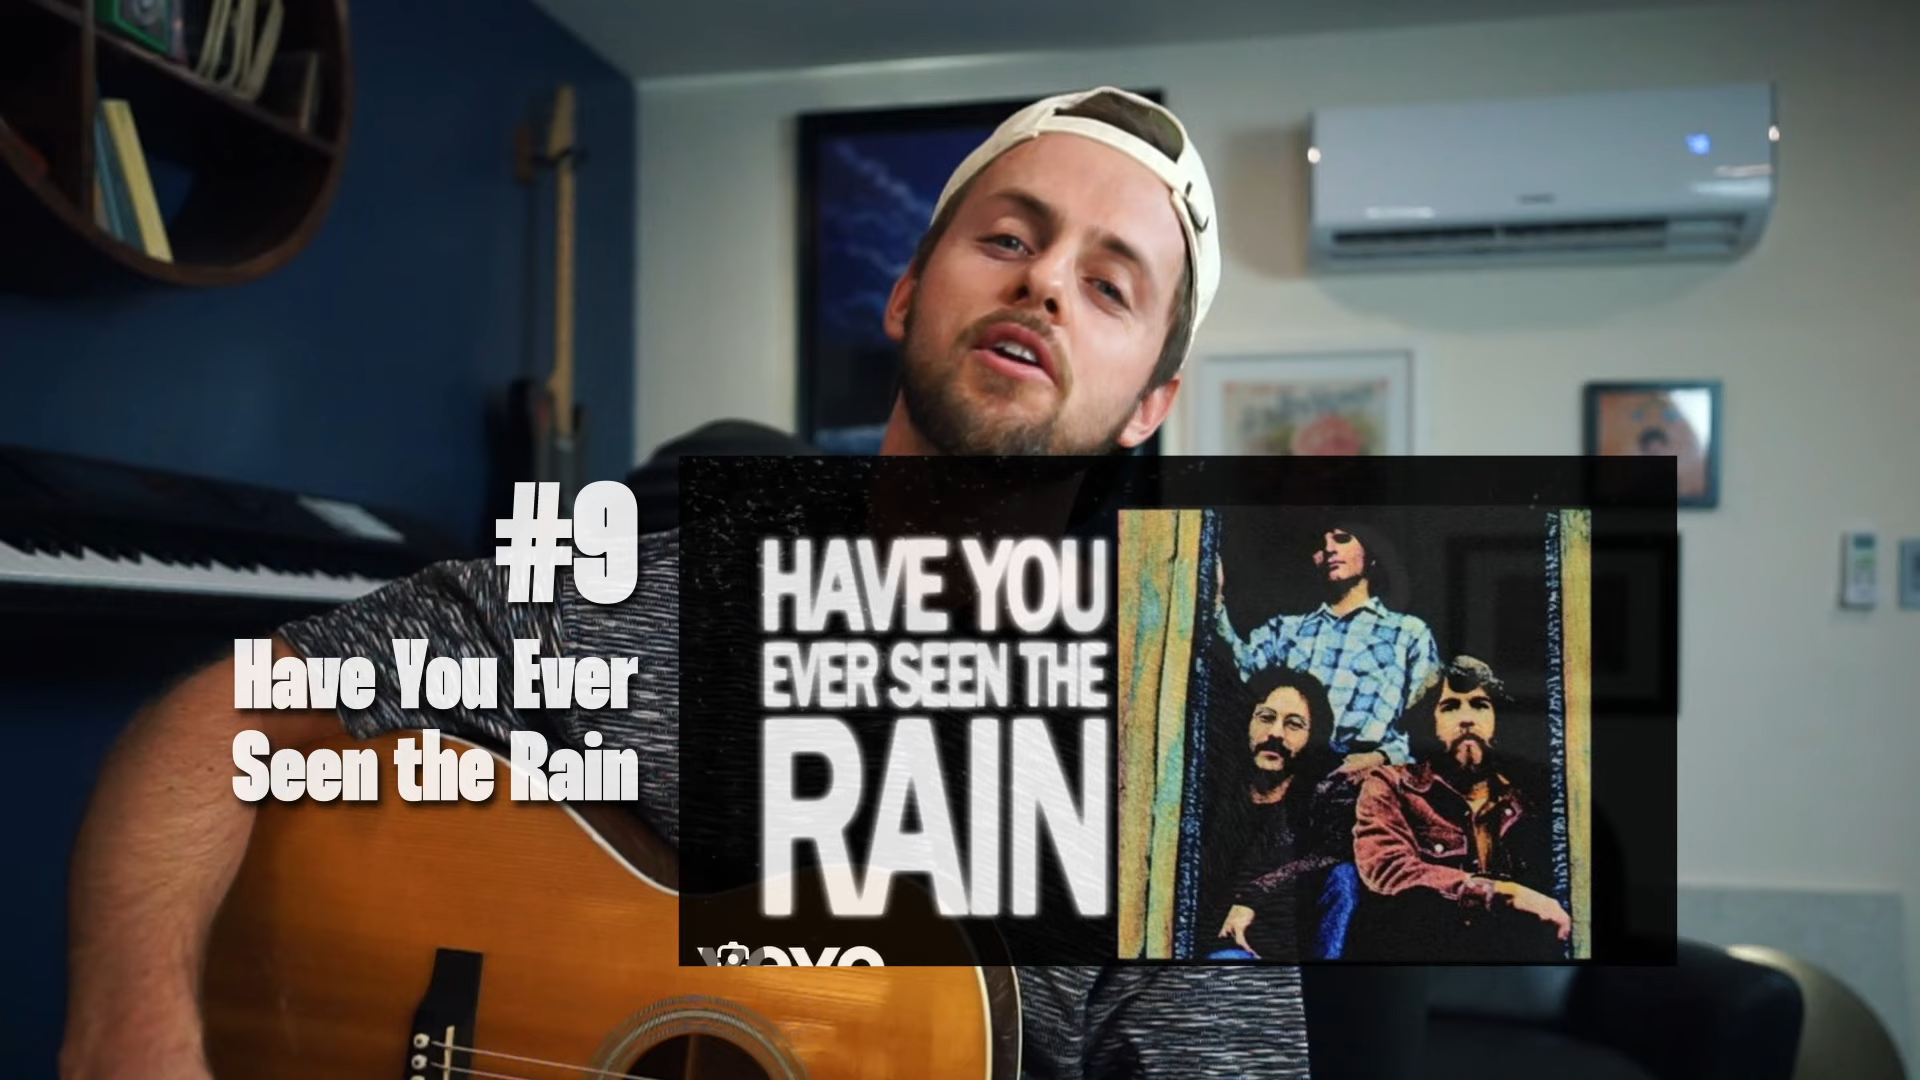 #9
Have You Ever
Seen the Rain
HAVE YOU
EVER SEEN THE
RAIN